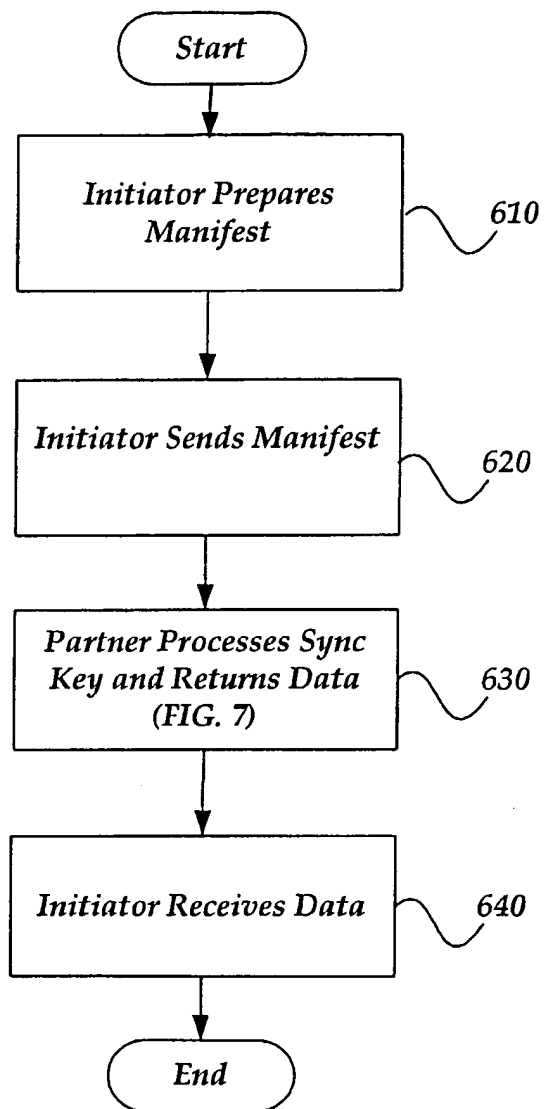 Start
Initiator Prepares
Manifest
610
Initiator Sends Manifest
620
Partner Processes Sync
Key and Returns Data
(FIG. 7)
630
Initiator Receives Data
640
End